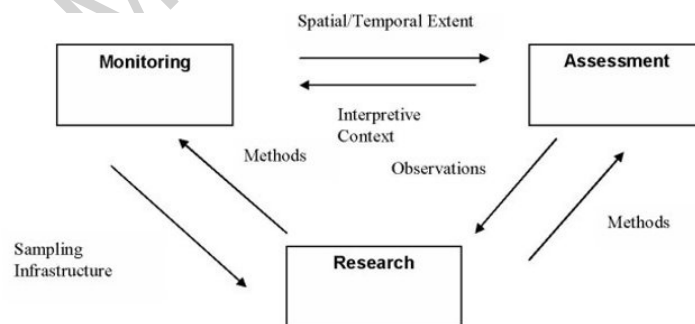 Spatial/Temporal Extent
Monitoring
Assessment
Interpretive
Context
Methods
Observations
Methods
Sampling
Infrastructure
Research